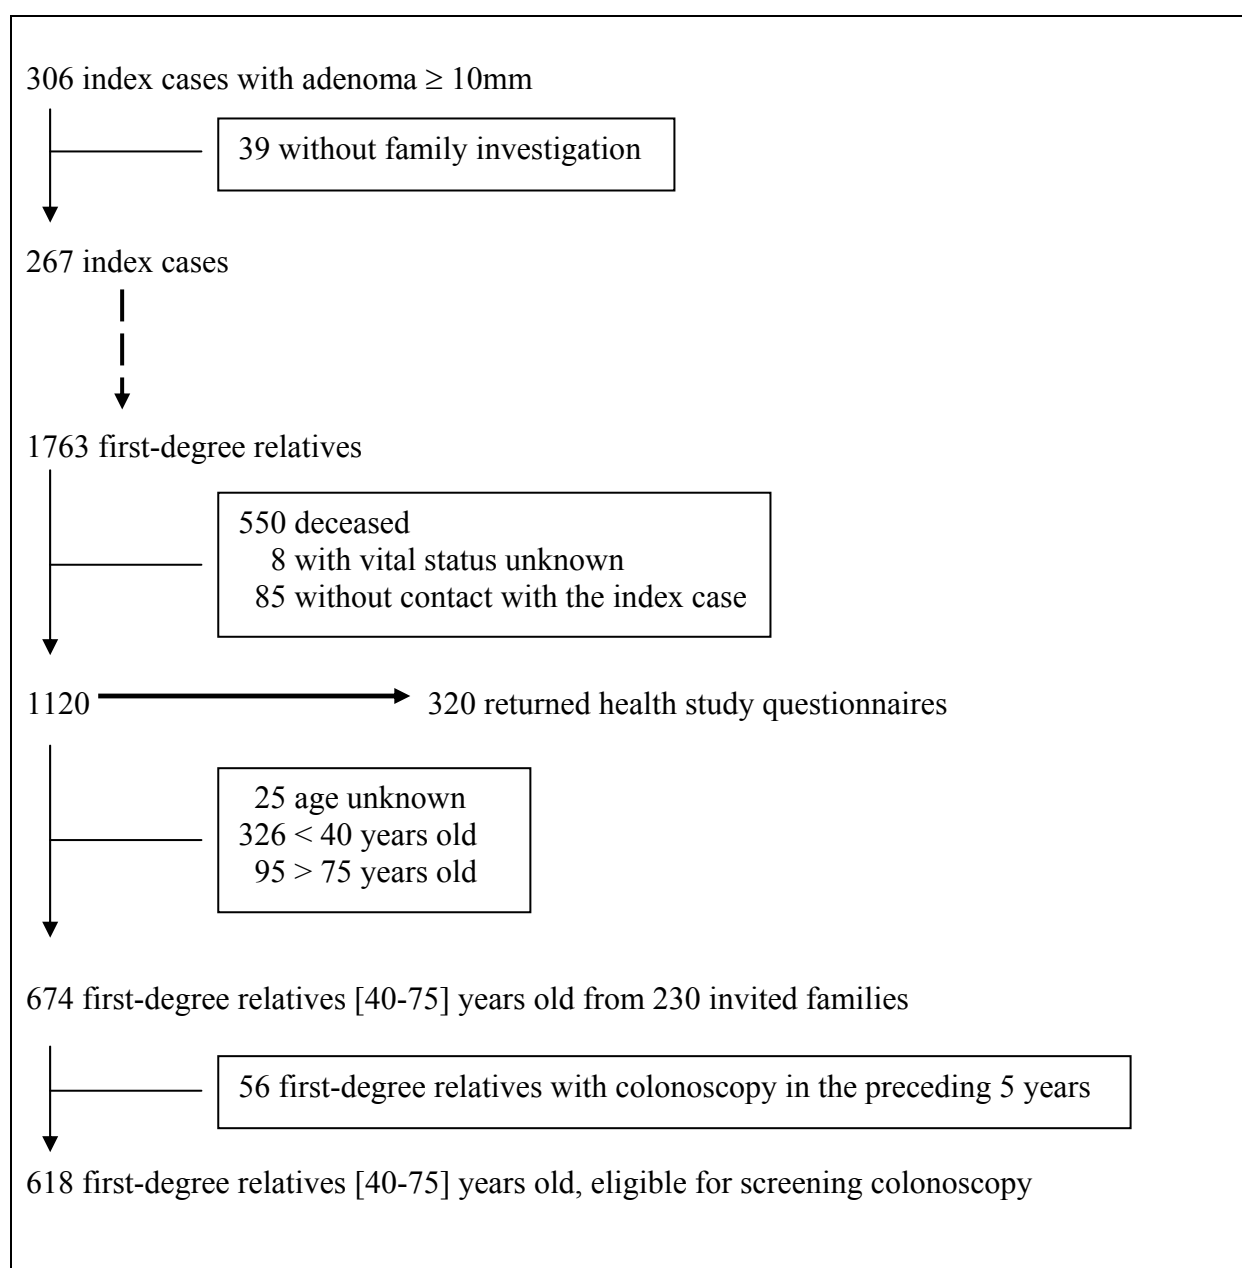 306 index cases with adenoma ≥ 10mm
39 without family investigation
267 index cases
1763 first-degree relatives
550 deceased
8 with vital status unknown
85 without contact with the index case
1120
320 returned health study questionnaires
25 age unknown
326 < 40 years old
95 > 75 years old
674 first-degree relatives [40-75] years old from 230 invited families
56 first-degree relatives with colonoscopy in the preceding 5 years
618 first-degree relatives [40-75] years old, eligible for screening colonoscopy